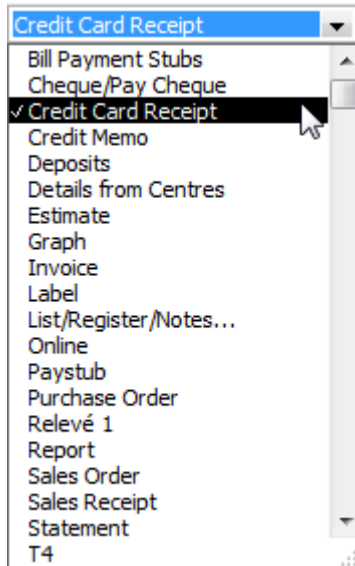 Credit Card Receipt
Bill Payment Stubs
Cheque/Pay Cheque
✓ Credit Card Receipt
Credit Memo
Deposits
Details from Centres
Estimate
Graph
Invoice
Label
List/Register/Notes...
Online
Paystub
Purchase Order
Relevé 1
Report
Sales Order
Sales Receipt
Statement
T4